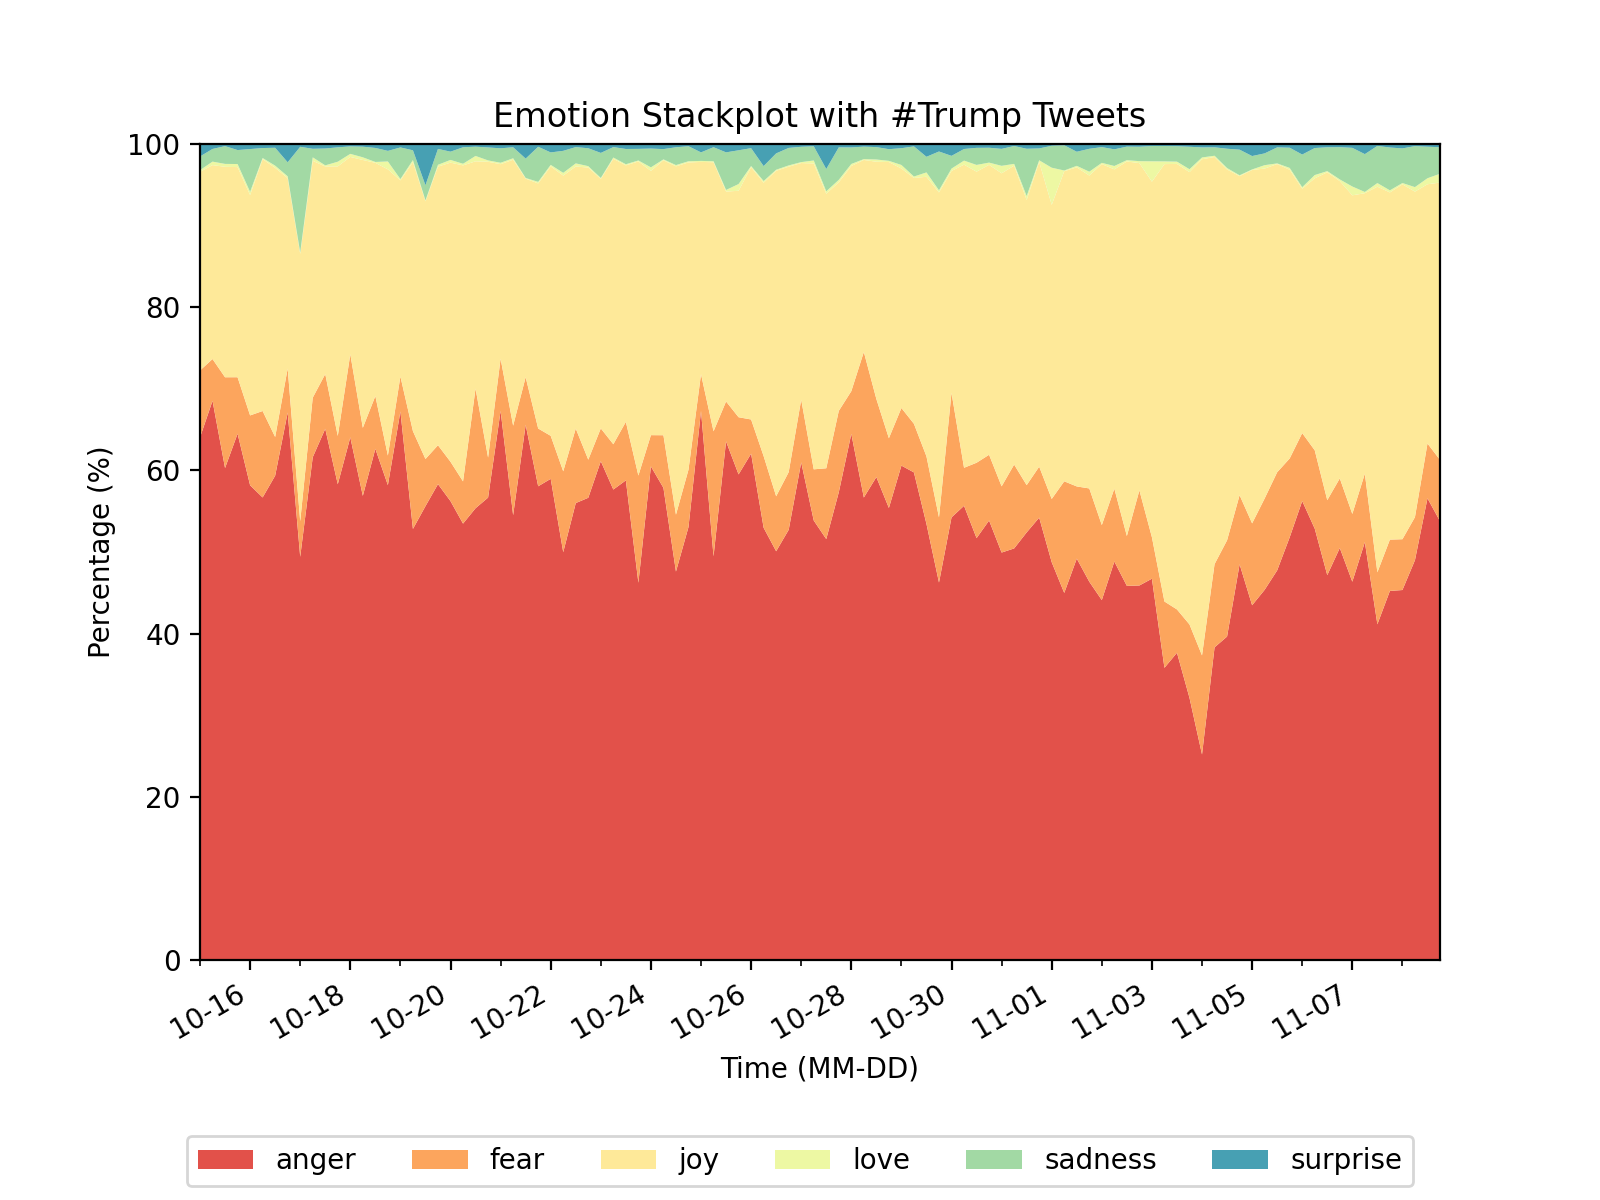 Emotion Stackplot with #Trump Tweets
Percentage (%)
100
80
60
40
20
0
10-16 10-18 10-20 10-22 10-24 10-26 10-28 10-30 11-01 11-03 11-05 11-07
Time (MM-DD)
anger fear joy love sadness surprise